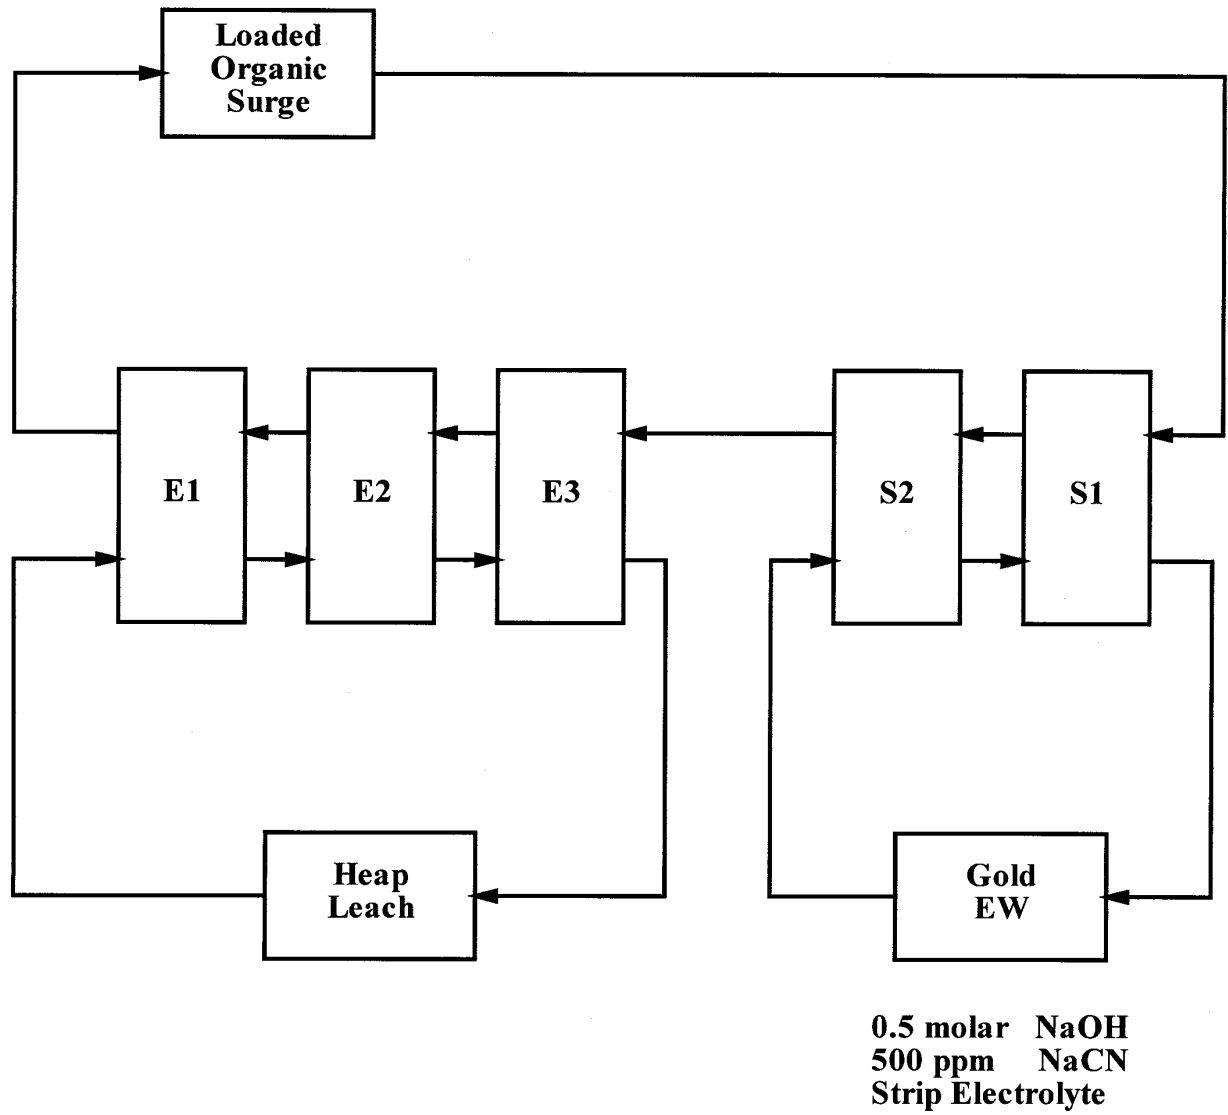 Loaded
Organic
Surge
E1
E2
E3
S2
S1
Heap
Leach
Gold
EW
0.5 molar NaOH
500 ppm NaCN
Strip Electrolyte